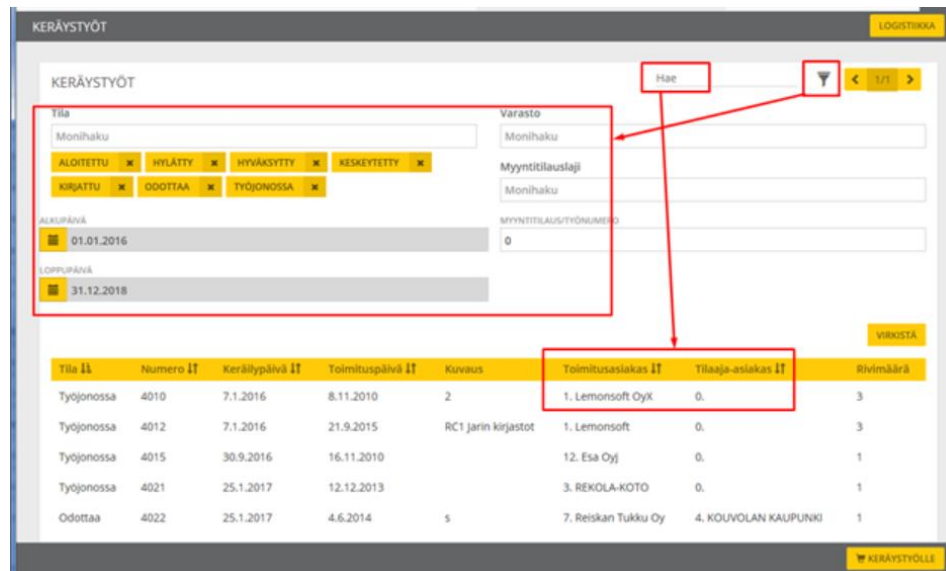 KERÄYSTYÖT
LOGISTIIKKA
KERÄYSTYÖT
Hae
1/1
Tila
Varasto
Monihaku
Monihaku
ALOITETTU
HYLÄTTY
HYVÄKSYTTY
KESKEYTETTY
Myyntitilauslaji
KIRJATTU
ODOTTAA
TYÖJONOSSA
Monihaku
ALKUPÄIVÄ
MYYNTITILAUS/TYÖNUMERO
01.01.2016
0
LOPPUPÄIVÄ
31.12.2018
VIRKISTÄ
Tila Numero Keräilypäivä Toimituspäivä Kuvaus Toimitusasiakas Tilaaja-asiakas Rivimäärä
Työjonossa 4010 7.1.2016 8.11.2010 2 1. Lemonsoft OyX 0. 3
Työjonossa 4012 7.1.2016 21.9.2015 RC1 jarin kirjastot 1. Lemonsoft 0. 3
Työjonossa 4015 30.9.2016 16.11.2010 12. Esa Oyj 0. 1
Työjonossa 4021 25.1.2017 12.12.2013 3. REKOLA-KOTO 0. 1
Odottaa 4022 25.1.2017 4.6.2014 s 7. Reiskan Tukku Oy 4. KOUVOLAN KAUPUNKI 1
KERÄYSTYÖLLE